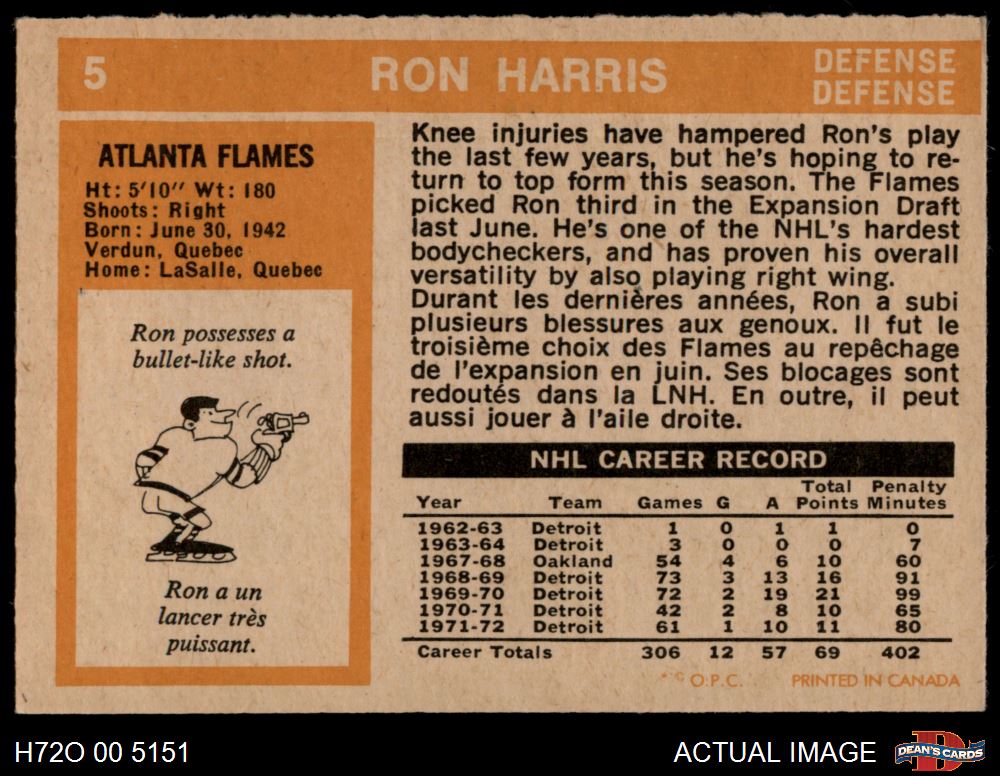 5 RON HARRIS DEFENSE
DEFENSE
ATLANTA FLAMES
Ht: 5'10" Wt: 180
Shoots: Right
Born: June 30, 1942
Verdun, Quebec
Home: LaSalle, Quebec
Ron possesses a
bullet-like shot.
Ron a un
lancer très
puissant.
Knee injuries have hampered Ron's play
the last few years, but he's hoping to re-
turn to top form this season. The Flames
picked Ron third in the Expansion Draft
last June. He's one of the NHL's hardest
bodycheckers, and has proven his overall
versatility by also playing right wing.
Durant les dernières années, Ron a subi
plusieurs blessures aux genoux. Il fut le
troisième choix des Flames au repêchage
de l'expansion en juin. Ses blocages sont
redoutés dans la LNH. En outre, il peut
aussi jouer à l'aile droite.
NHL CAREER RECORD
Total Penalty
Year Team Games G A Points Minutes
1962-63 Detroit 1 0 1 1 0
1963-64 Detroit 3 0 0 0 7
1967-68 Oakland 54 4 6 10 60
1968-69 Detroit 73 3 13 16 91
1969-70 Detroit 72 2 19 21 99
1970-71 Detroit 42 2 8 10 65
1971-72 Detroit 61 1 10 11 80
Career Totals 306 12 57 69 402
* © O.P.C. PRINTED IN CANADA
H72O 00 5151 ACTUAL IMAGE DEAN'S CARDS